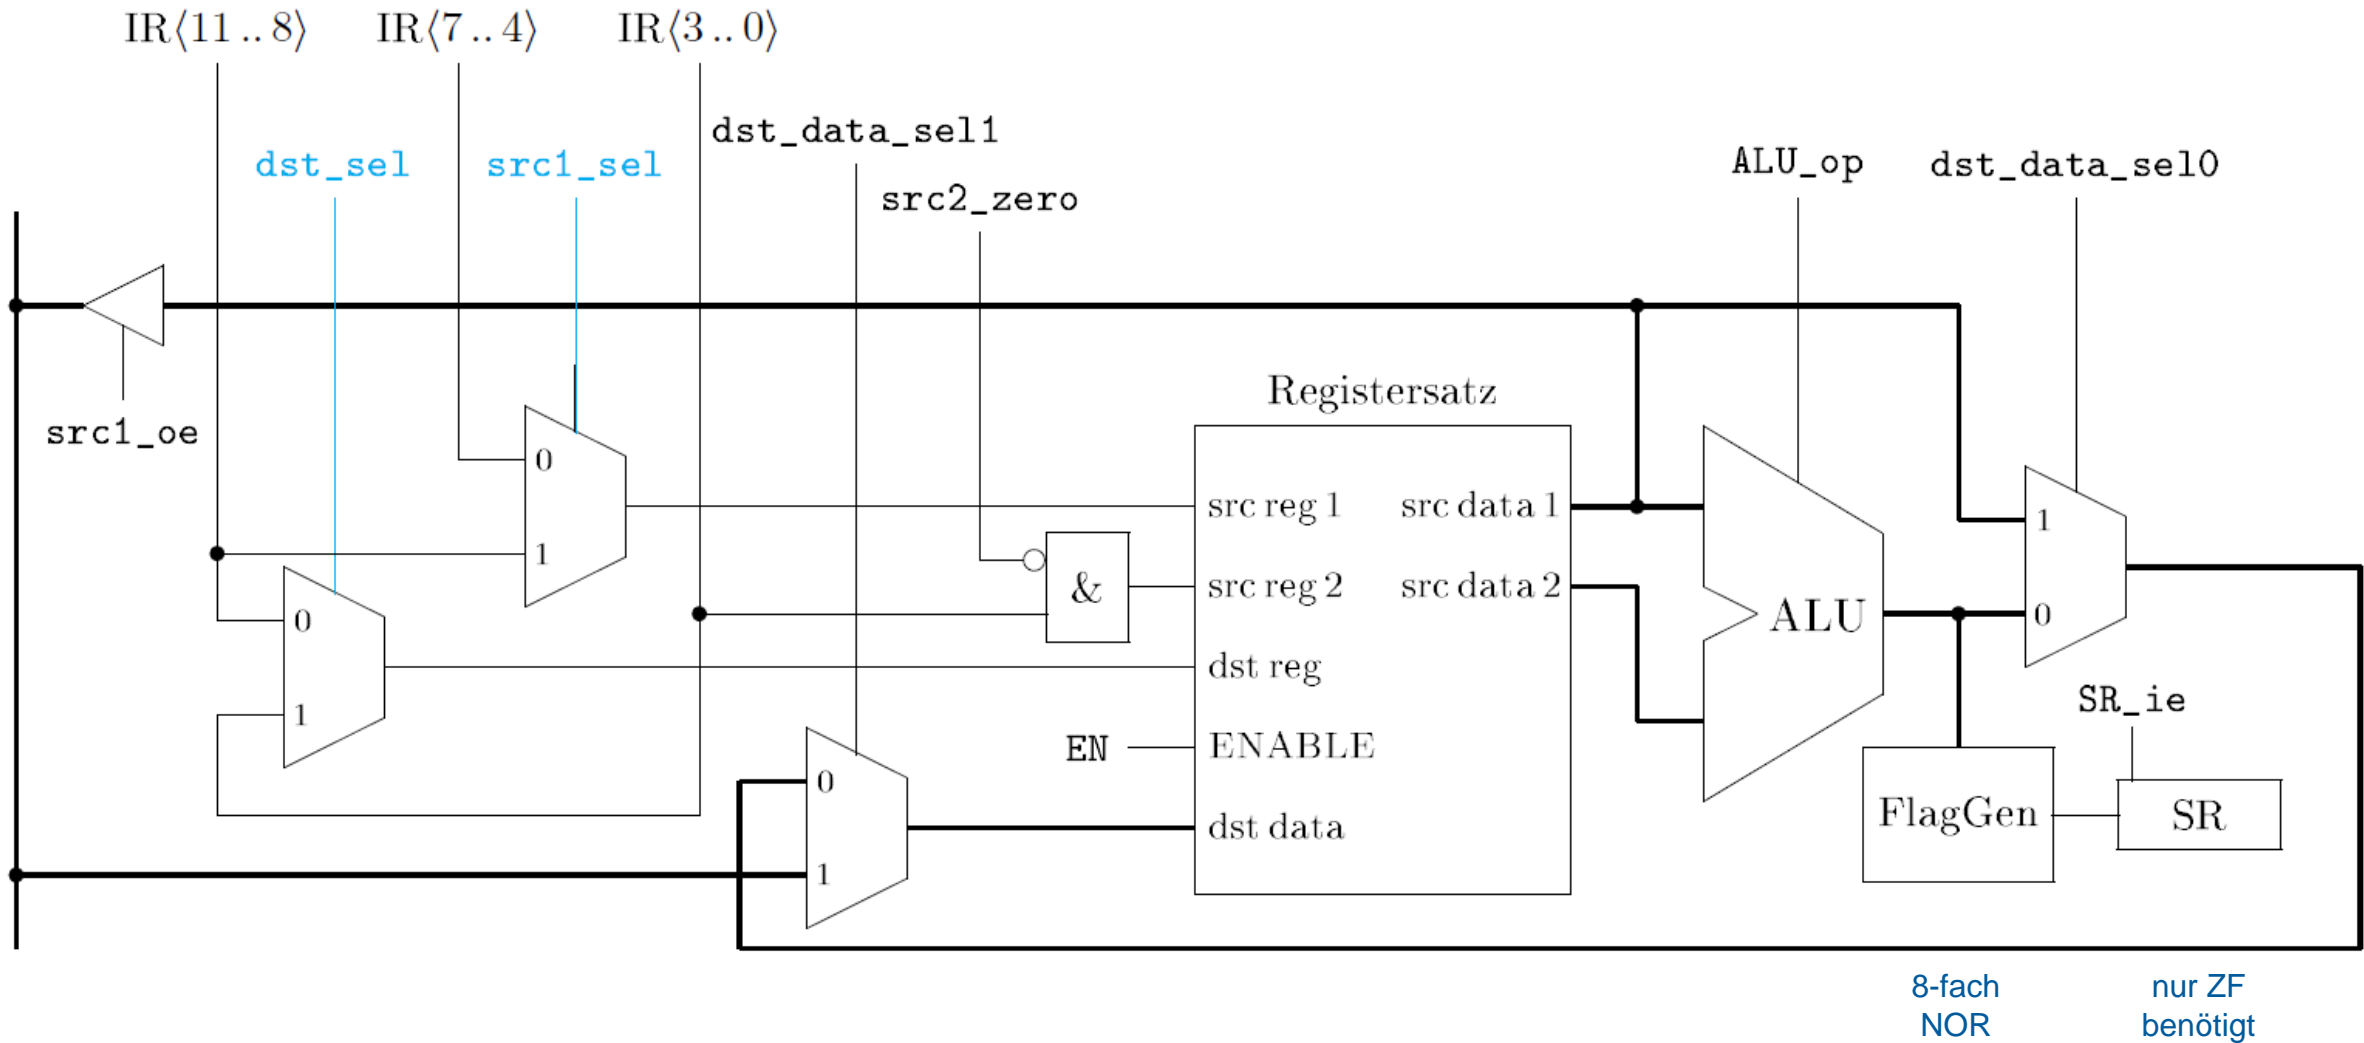 IR⟨11 .. 8⟩ IR⟨7 .. 4⟩ IR⟨3 .. 0⟩
dst_data_sel1
dst_sel src1_sel ALU_op dst_data_sel0
src2_zero
Registersatz
src1_oe
0
1
0
1
src reg 1 src data 1
src reg 2 src data 2
&
dst reg
EN ENABLE
dst data
0
1
ALU
1
0
SR_ie
FlagGen SR
8-fach
NOR
nur ZF
benötigt